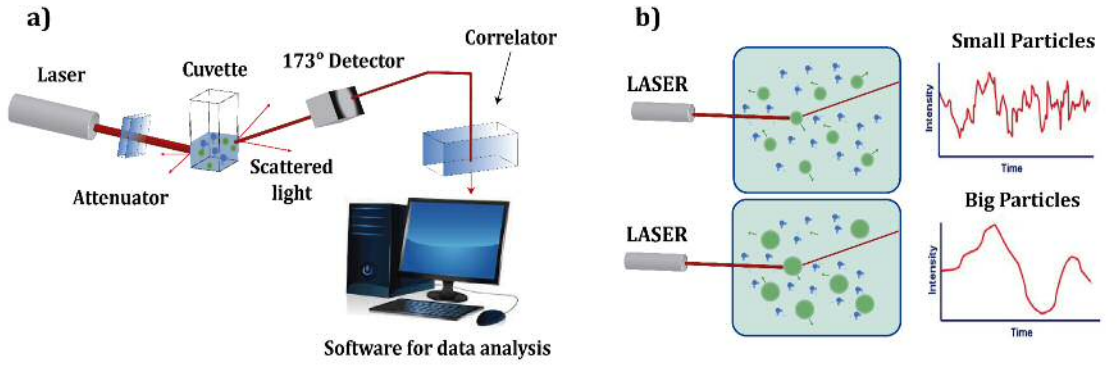 a)
Laser
Cuvette
173° Detector
Correlator
Attenuator
Scattered
light
Software for data analysis
b)
LASER
Small Particles
Intensity
Time
LASER
Big Particles
Intensity
Time